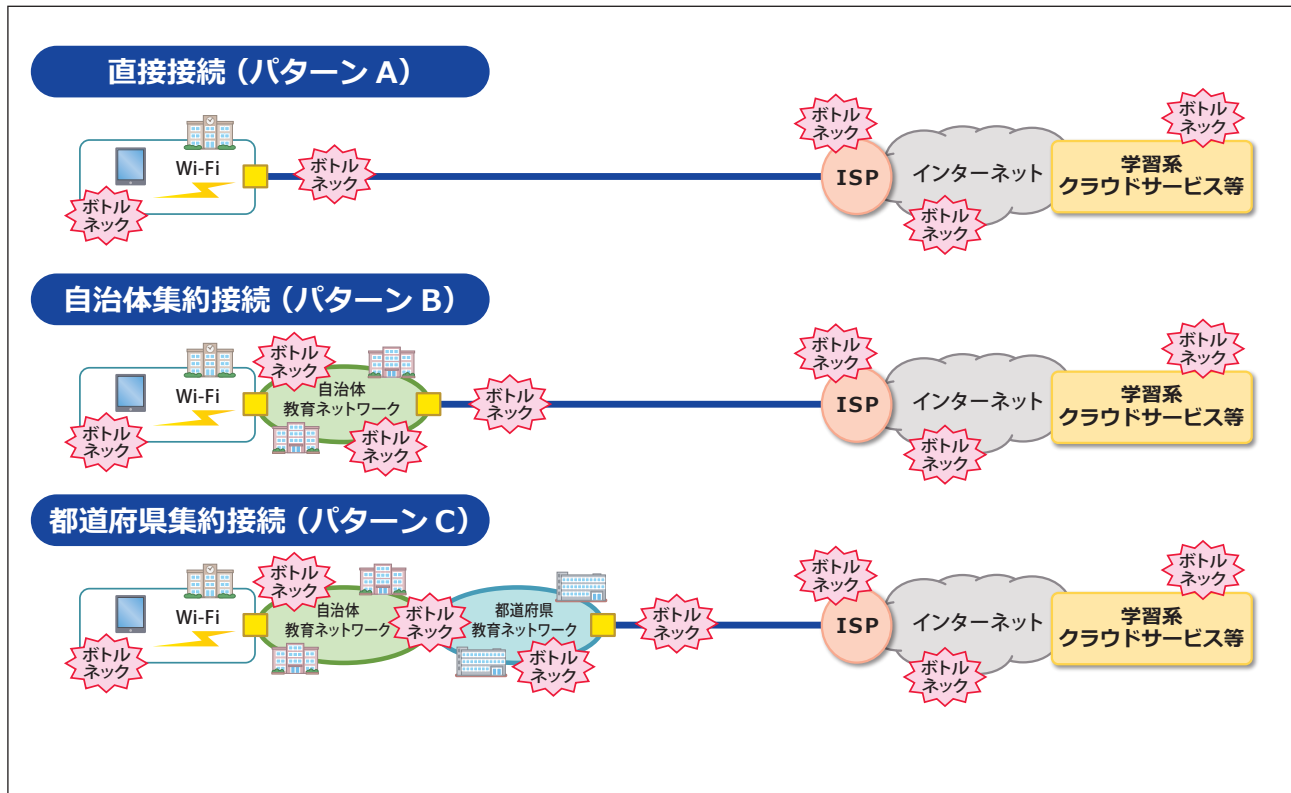 直接接続（パターン A）
ボトル
ネック
Wi-Fi
ボトル
ネック
ボトル
ネック
ISP
インターネット
ボトル
ネック
ボトル
ネック
学習系
クラウドサービス等
自治体集約接続（パターン B）
Wi-Fi
ボトル
ネック
ボトル
ネック
自治体
教育ネットワーク
ボトル
ネック
ボトル
ネック
ボトル
ネック
ISP
インターネット
ボトル
ネック
ボトル
ネック
学習系
クラウドサービス等
都道府県集約接続（パターン C）
Wi-Fi
ボトル
ネック
ボトル
ネック
自治体
教育ネットワーク
ボトル
ネック
都道府県
教育ネットワーク
ボトル
ネック
ボトル
ネック
ボトル
ネック
ISP
インターネット
ボトル
ネック
ボトル
ネック
学習系
クラウドサービス等